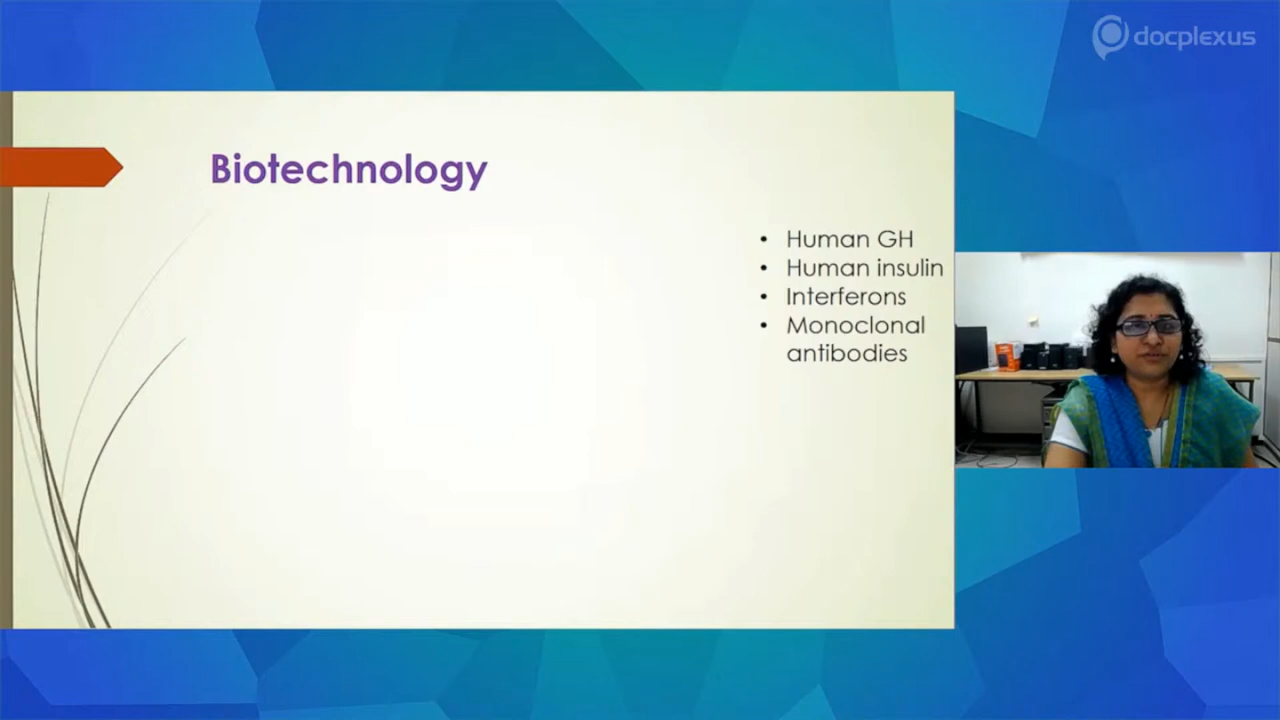 docplexus
Biotechnology
• Human GH
• Human insulin
• Interferons
• Monoclonal
antibodies